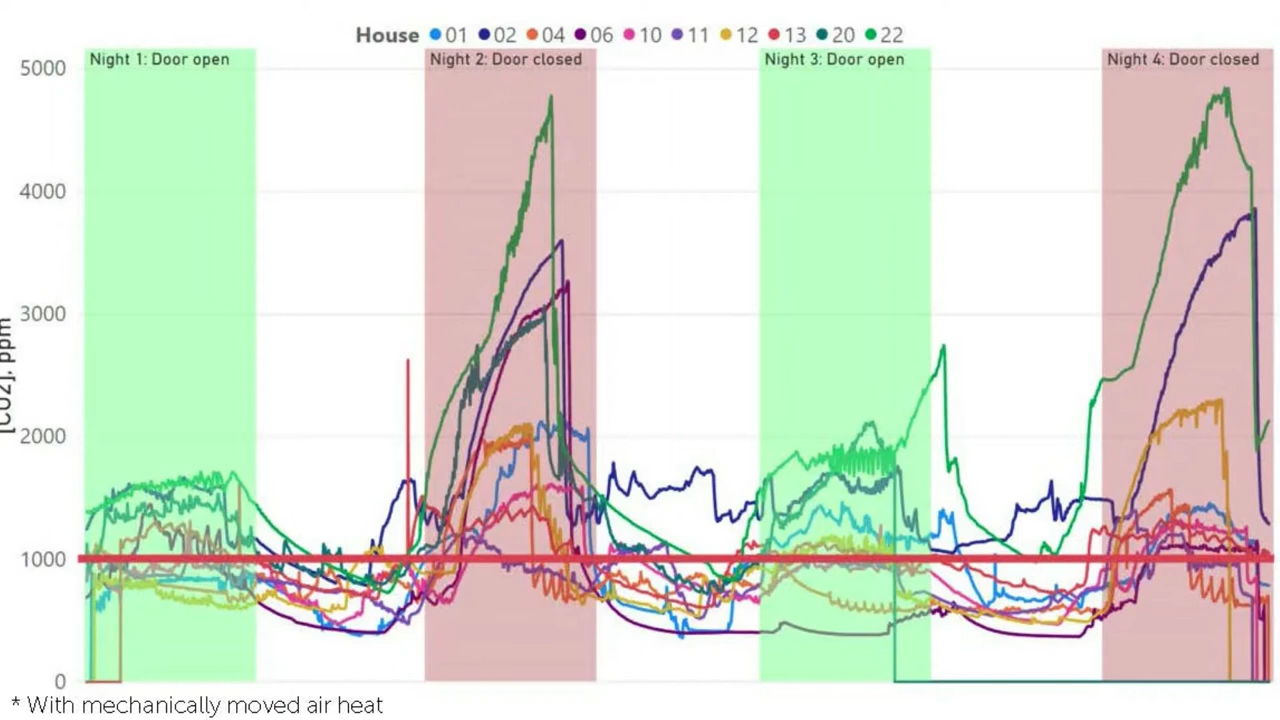 House 01 02 04 06 10 11 12 13 20 22
Night 1: Door open
Night 2: Door closed
Night 3: Door open
Night 4: Door closed
5000
4000
3000
2000
1000
0
[CO2], ppm
* With mechanically moved air heat